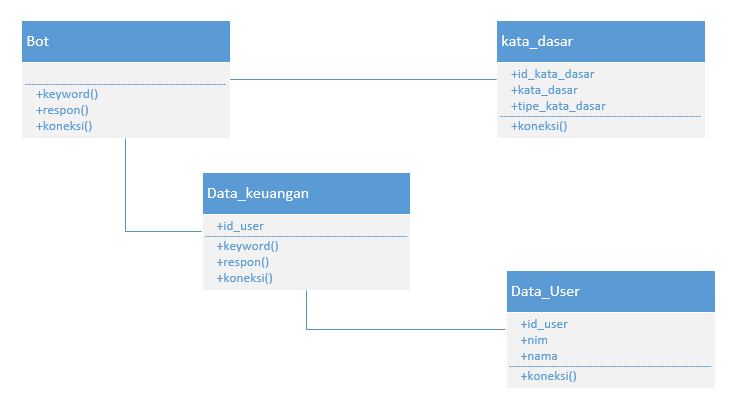 Bot
+keyword()
+respon()
+koneksi()
kata_dasar
+id_kata_dasar
+kata_dasar
+tipe_kata_dasar
+koneksi()
Data_keuangan
+id_user
+keyword()
+respon()
+koneksi()
Data_User
+id_user
+nim
+nama
+koneksi()